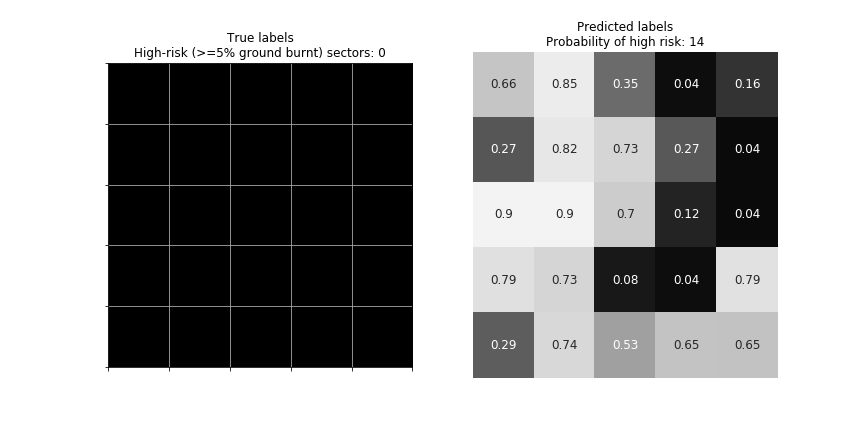 True labels
High-risk (>=5% ground burnt) sectors: 0
Predicted labels
Probability of high risk: 14
0.66 0.85 0.35 0.04 0.16
0.27 0.82 0.73 0.27 0.04
0.9 0.9 0.7 0.12 0.04
0.79 0.73 0.08 0.04 0.79
0.29 0.74 0.53 0.65 0.65